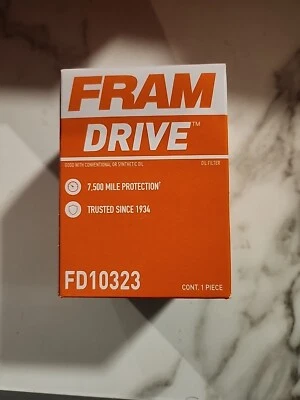 FRAM
DRIVE™
GOOD WITH CONVENTIONAL OR SYNTHETIC OIL
OIL FILTER
7,500 MILE PROTECTION†
TRUSTED SINCE 1934
FD10323
CONT. 1 PIECE